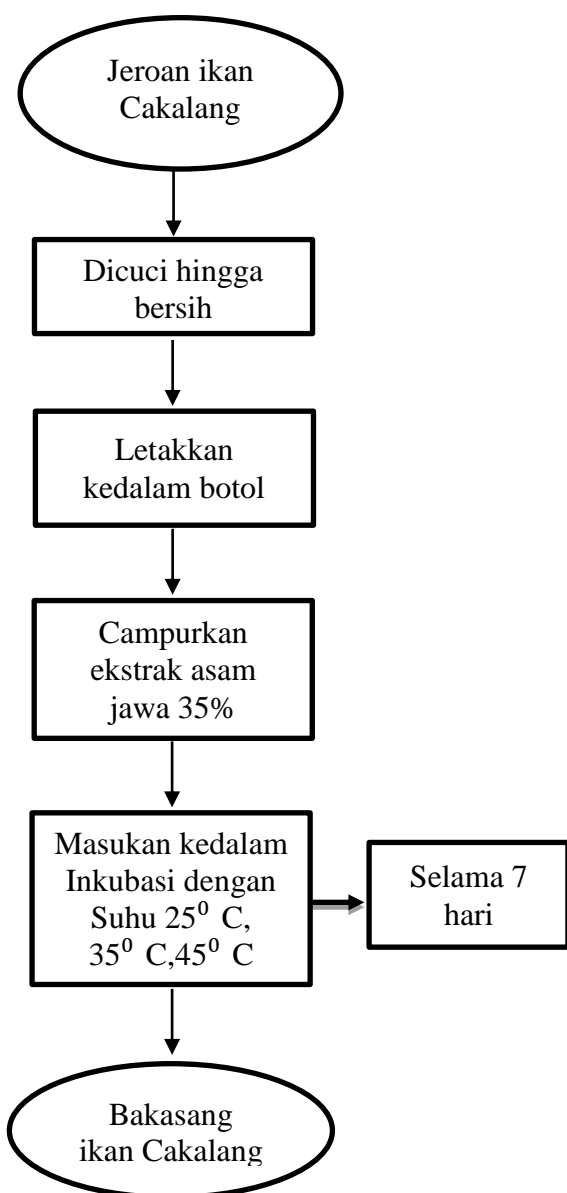 Jeroan ikan
Cakalang
Dicuci hingga
bersih
Letakkan
kedalam botol
Campurkan
ekstrak asam
jawa 35%
Masukan kedalam
Inkubasi dengan
Suhu 25⁰ C,
35⁰ C,45⁰ C
Selama 7
hari
Bakasang
ikan Cakalang